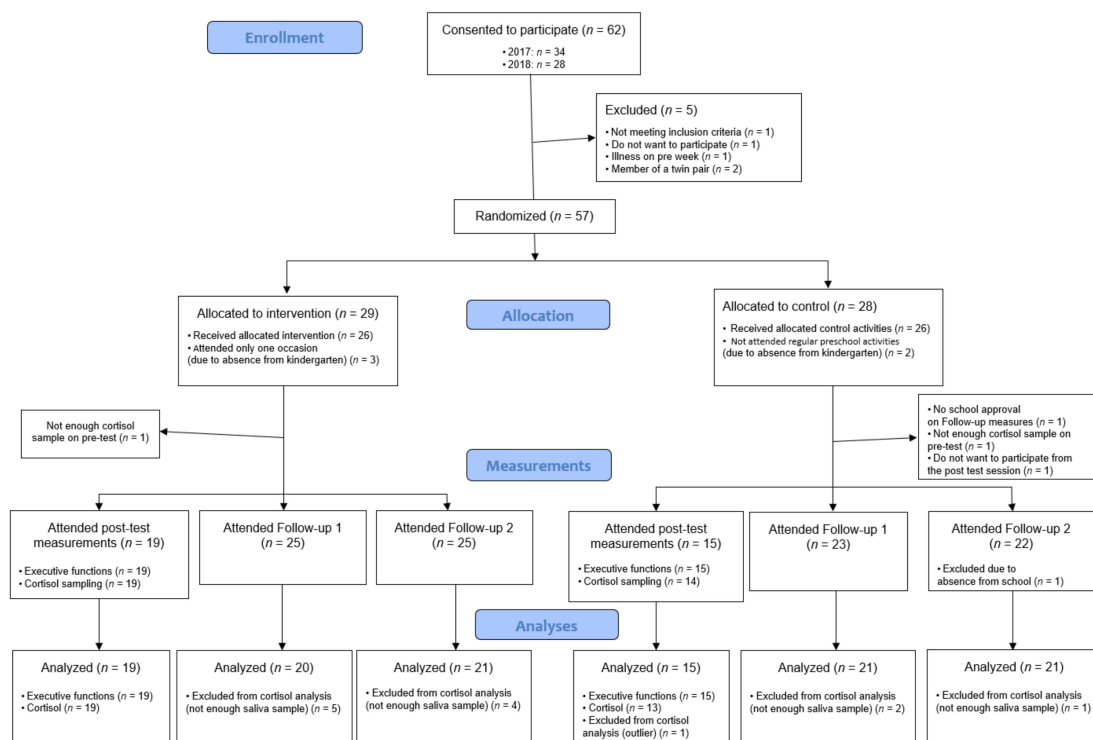 Enrollment
Consented to participate (n = 62)
• 2017: n = 34
• 2018: n = 28
Excluded (n = 5)
• Not meeting inclusion criteria (n = 1)
• Do not want to participate (n = 1)
• Illness on pre week (n = 1)
• Member of a twin pair (n = 2)
Randomized (n = 57)
Allocation
Allocated to intervention (n = 29)
• Received allocated intervention (n = 26)
• Attended only one occasion
(due to absence from kindergarten) (n = 3)
Allocated to control (n = 28)
• Received allocated control activities (n = 26)
• Not attended regular preschool activities
(due to absence from kindergarten) (n = 2)
Not enough cortisol
sample on pre-test (n = 1)
• No school approval
on Follow-up measures (n = 1)
• Not enough cortisol sample on
pre-test (n = 1)
• Do not want to participate from
the post test session (n = 1)
Measurements
Attended post-test
measurements (n = 19)
• Executive functions (n = 19)
• Cortisol sampling (n = 19)
Attended Follow-up 1
(n = 25)
Attended Follow-up 2
(n = 25)
Attended post-test
measurements (n = 15)
• Executive functions (n = 15)
• Cortisol sampling (n = 14)
Attended Follow-up 1
(n = 23)
Attended Follow-up 2
(n = 22)
• Excluded due to
absence from school (n = 1)
Analyses
Analyzed (n = 19)
• Executive functions (n = 19)
• Cortisol (n = 19)
Analyzed (n = 20)
• Excluded from cortisol analysis
(not enough saliva sample) (n = 5)
Analyzed (n = 21)
• Excluded from cortisol analysis
(not enough saliva sample) (n = 4)
Analyzed (n = 15)
• Executive functions (n = 15)
• Cortisol (n = 13)
• Excluded from cortisol
analysis (outlier) (n = 1)
Analyzed (n = 21)
• Excluded from cortisol analysis
(not enough saliva sample) (n = 2)
Analyzed (n = 21)
• Excluded from cortisol analysis
(not enough saliva sample) (n = 1)